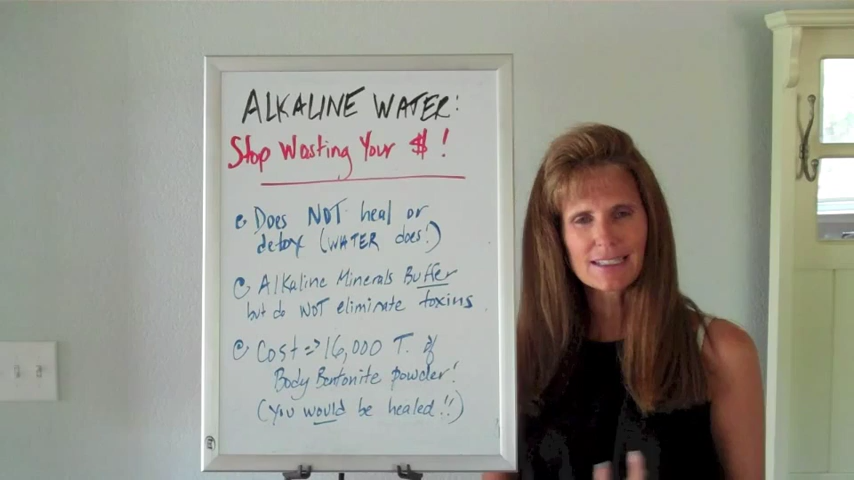 ALKALINE WATER:
Stop Wasting Your $!
Does NOT heal or
detox (WATER does!)
Alkaline Minerals Buffer
but do NOT eliminate toxins
Cost => 16,000 T. of
Body Bentonite powder!
(You would be healed!!)